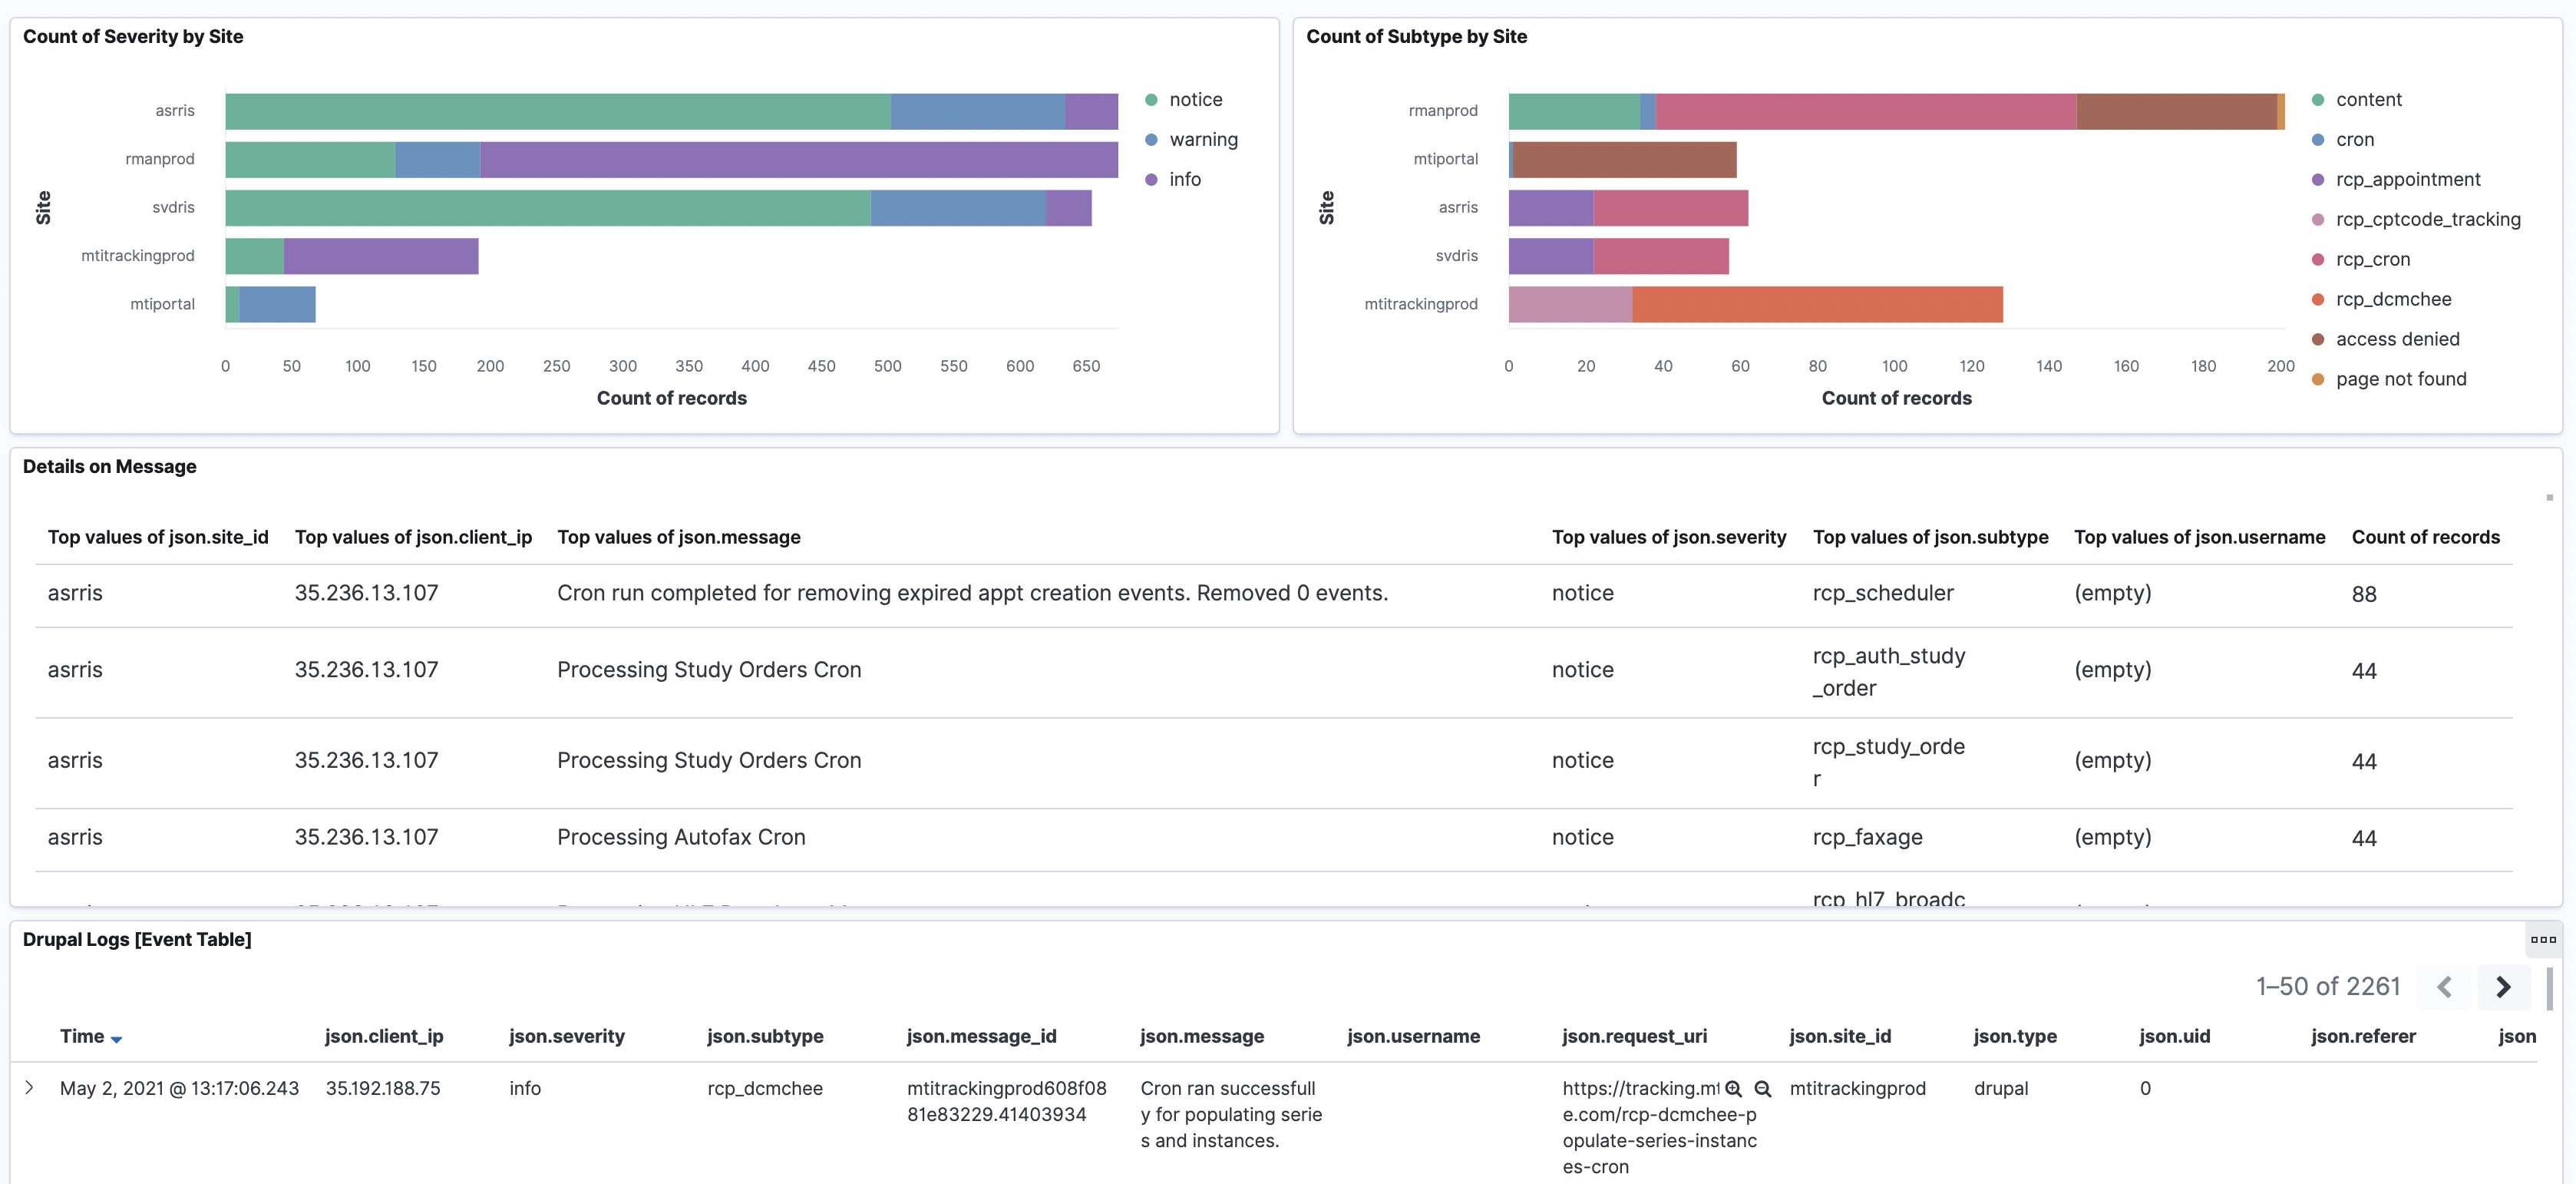 Count of Severity by Site
Site
asrris
rmanprod
svdris
mtitrackingprod
mtiportal
0 50 100 150 200 250 300 350 400 450 500 550 600 650
Count of records
notice
warning
info
Count of Subtype by Site
Site
rmanprod
mtiportal
asrris
svdris
mtitrackingprod
0 20 40 60 80 100 120 140 160 180 200
Count of records
content
cron
rcp_appointment
rcp_cptcode_tracking
rcp_cron
rcp_dcmchee
access denied
page not found
Details on Message
Top values of json.site_id Top values of json.client_ip Top values of json.message Top values of json.severity Top values of json.subtype Top values of json.username Count of records
asrris 35.236.13.107 Cron run completed for removing expired appt creation events. Removed 0 events. notice rcp_scheduler (empty) 88
asrris 35.236.13.107 Processing Study Orders Cron notice rcp_auth_study
_order (empty) 44
asrris 35.236.13.107 Processing Study Orders Cron notice rcp_study_orde
r (empty) 44
asrris 35.236.13.107 Processing Autofax Cron notice rcp_faxage (empty) 44
rcp_hl7_broadc
Drupal Logs [Event Table]
1–50 of 2261
Time json.client_ip json.severity json.subtype json.message_id json.message json.username json.request_uri json.site_id json.type json.uid json.referer json
May 2, 2021 @ 13:17:06.243 35.192.188.75 info rcp_dcmchee mtitrackingprod608f08 Cron ran successfull https://tracking.mt mtitrackingprod drupal 0
81e83229.41403934 y for populating serie e.com/rcp-dcmchee-p
s and instances. opulate-series-instanc
es-cron